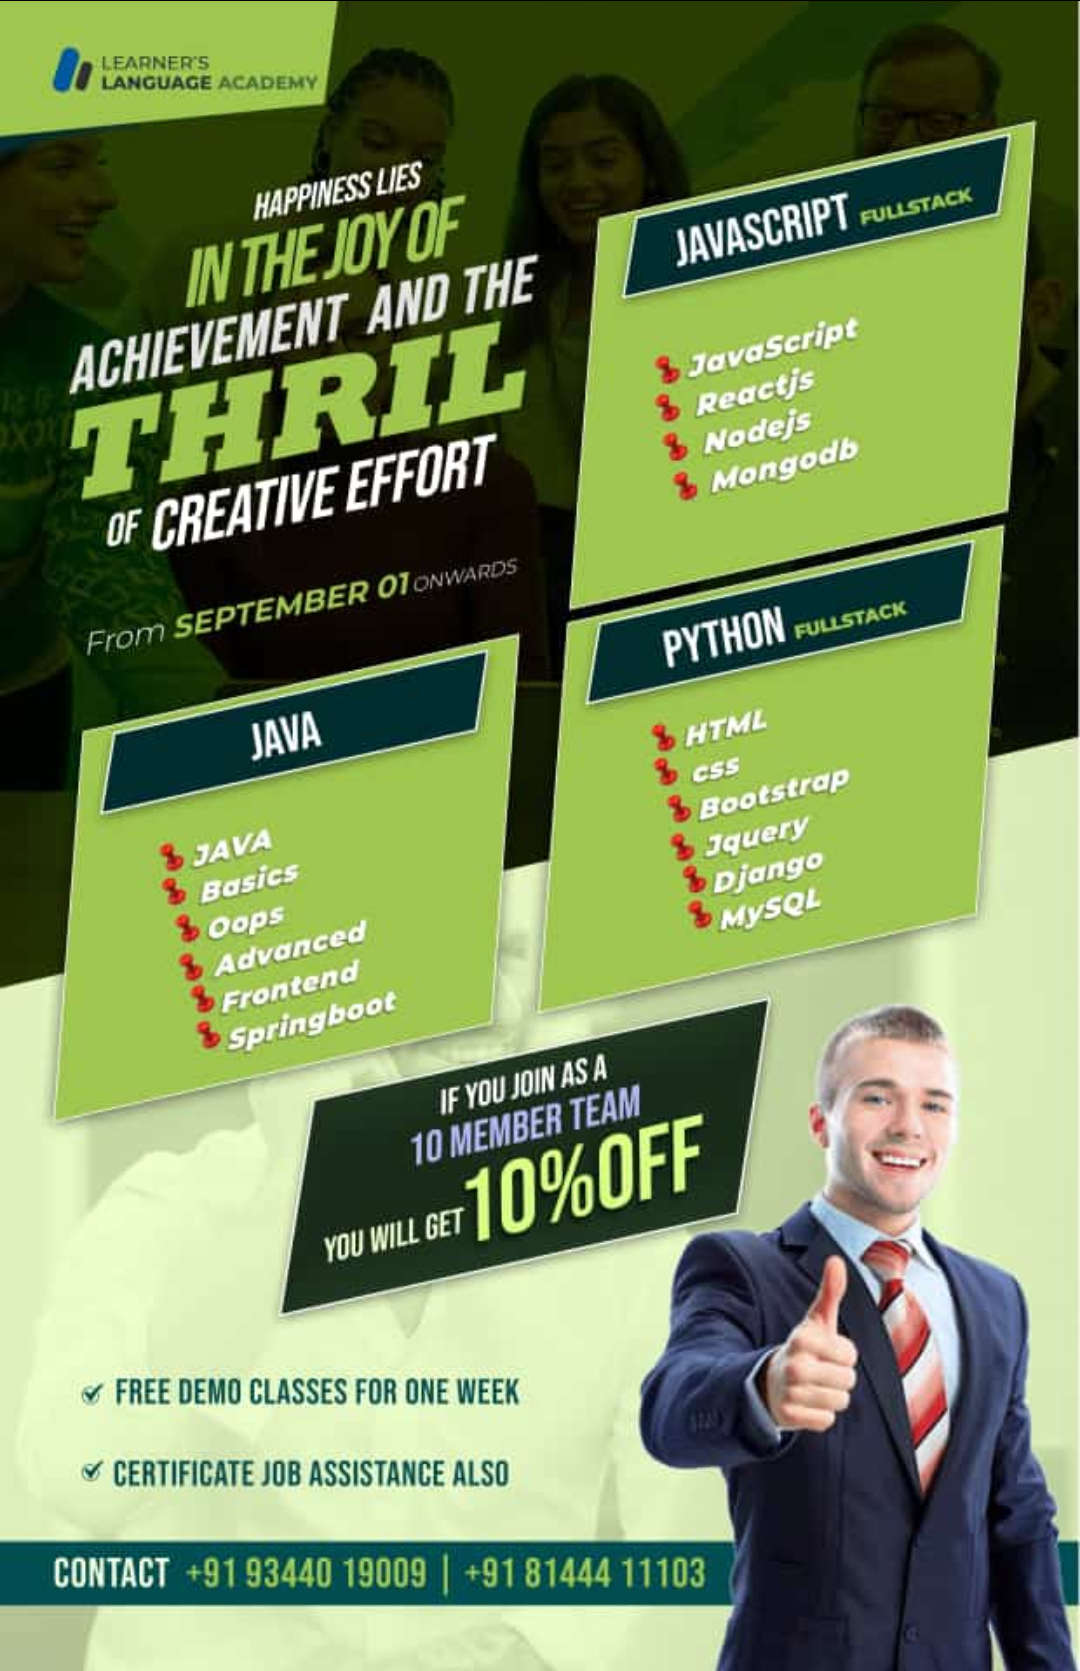 LEARNER'S
LANGUAGE ACADEMY
HAPPINESS LIES
IN THE JOY OF
ACHIEVEMENT AND THE
THRIL
OF CREATIVE EFFORT
From SEPTEMBER 01 ONWARDS
JAVASCRIPT FULLSTACK
JavaScript
Reactjs
Nodejs
Mongodb
PYTHON FULLSTACK
HTML
css
Bootstrap
Jquery
Django
MySQL
JAVA
JAVA
Basics
Oops
Advanced
Frontend
Springboot
IF YOU JOIN AS A
10 MEMBER TEAM
YOU WILL GET 10%OFF
FREE DEMO CLASSES FOR ONE WEEK
CERTIFICATE JOB ASSISTANCE ALSO
CONTACT +91 93440 19009 | +91 81444 11103